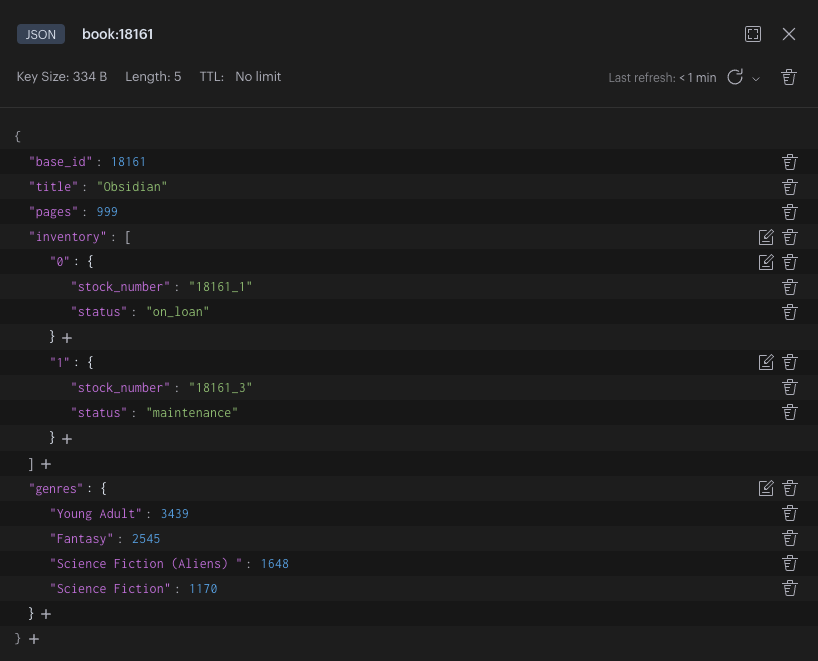 JSON book:18161
Key Size: 334 B Length: 5 TTL: No limit Last refresh: < 1 min
{
"base_id" : 18161
"title" : "Obsidian"
"pages" : 999
"inventory" : [
"0" : {
"stock_number" : "18161_1"
"status" : "on_loan"
} +
"1" : {
"stock_number" : "18161_3"
"status" : "maintenance"
} +
] +
"genres" : {
"Young Adult" : 3439
"Fantasy" : 2545
"Science Fiction (Aliens) " : 1648
"Science Fiction" : 1170
} +
} +